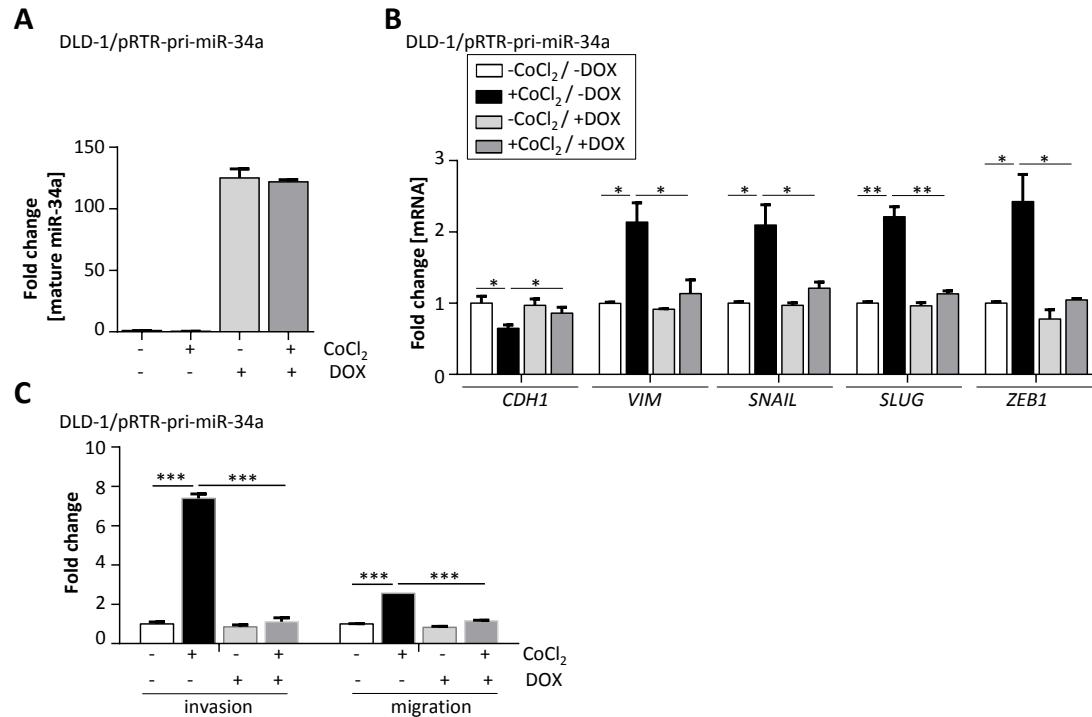 A
DLD-1/pRTR-pri-miR-34a
Fold change
[mature miR-34a]
150
100
50
0
- + - + CoCl₂
- - + + DOX
B
DLD-1/pRTR-pri-miR-34a
-CoCl₂ / -DOX
+CoCl₂ / -DOX
-CoCl₂ / +DOX
+CoCl₂ / +DOX
Fold change [mRNA]
3
2
1
0
* * * * * * ** ** * *
CDH1 VIM SNAIL SLUG ZEB1
C
DLD-1/pRTR-pri-miR-34a
Fold change
10
8
6
4
2
0
*** *** *** ***
- + - + - + - + CoCl₂
- - + + - - + + DOX
invasion migration